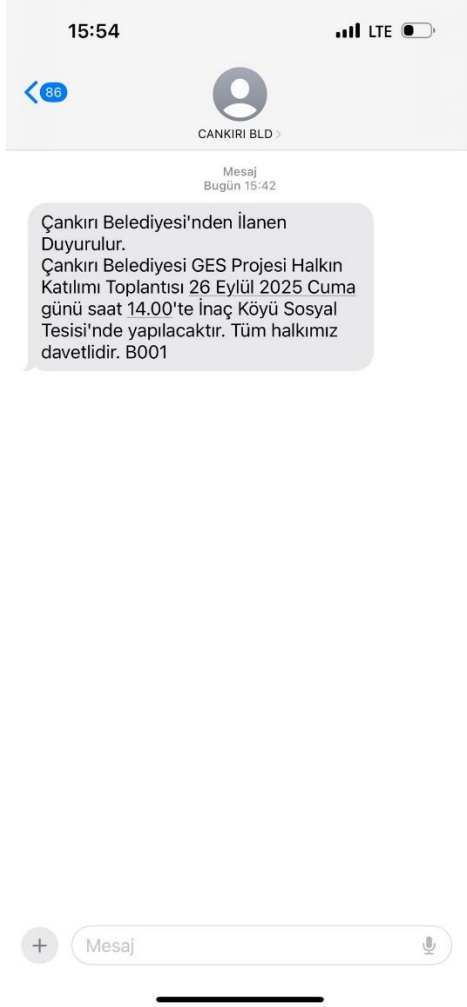 15:54
LTE
86
CANKIRI BLD
Mesaj
Bugün 15:42
Çankırı Belediyesi'nden İlanen
Duyurulur.
Çankırı Belediyesi GES Projesi Halkın
Katılımı Toplantısı 26 Eylül 2025 Cuma
günü saat 14.00'te İnaç Köyü Sosyal
Tesisi'nde yapılacaktır. Tüm halkımız
davetlidir. B001
Mesaj